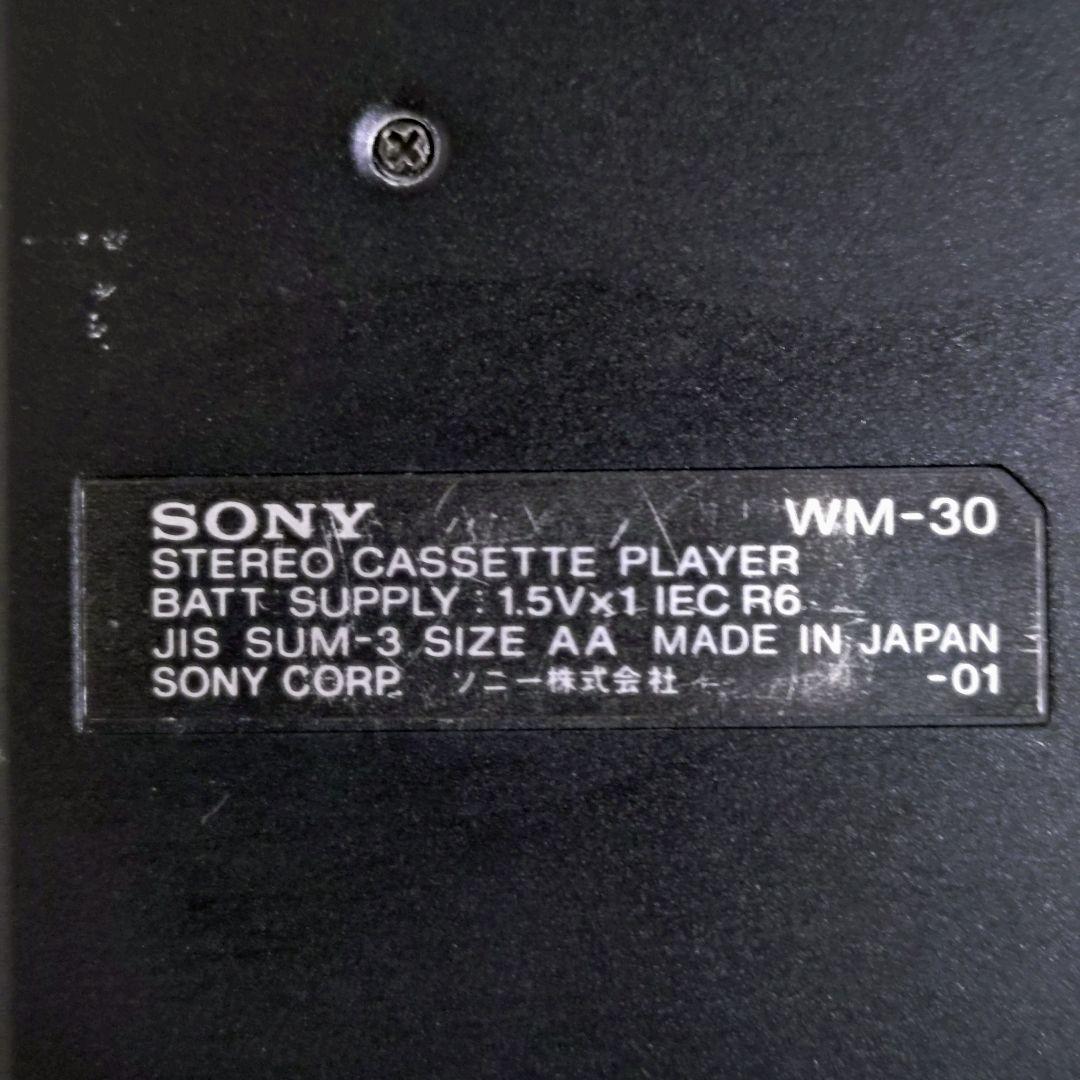 SONY WM-30
STEREO CASSETTE PLAYER
BATT SUPPLY : 1.5V×1 IEC R6
JIS SUM-3 SIZE AA MADE IN JAPAN
SONY CORP. ソニー株式会社 -01